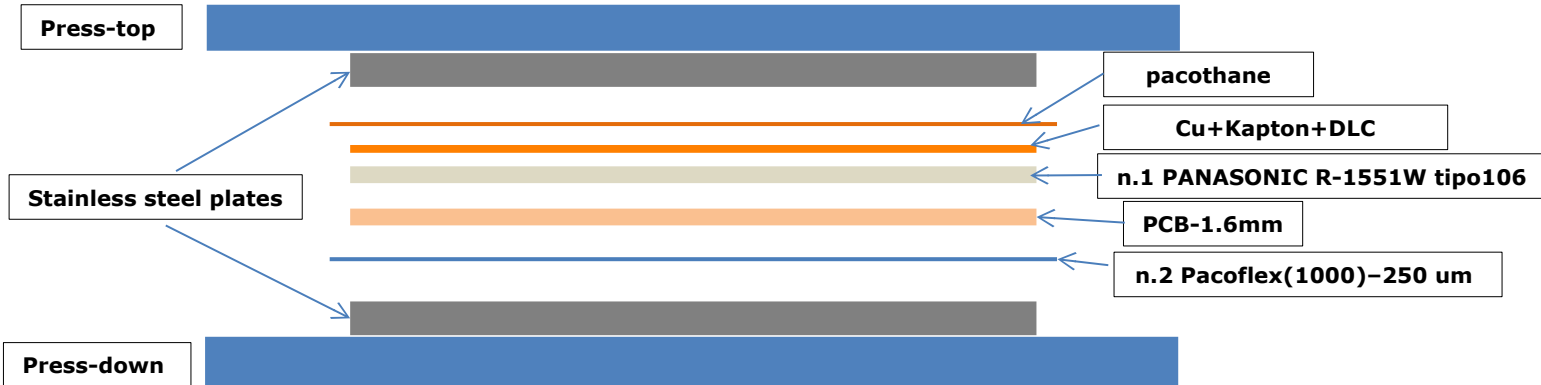 Press-top
pacothane
Cu+Kapton+DLC
n.1 PANASONIC R-1551W tipo106
Stainless steel plates
PCB-1.6mm
n.2 Pacoflex(1000)–250 um
Press-down